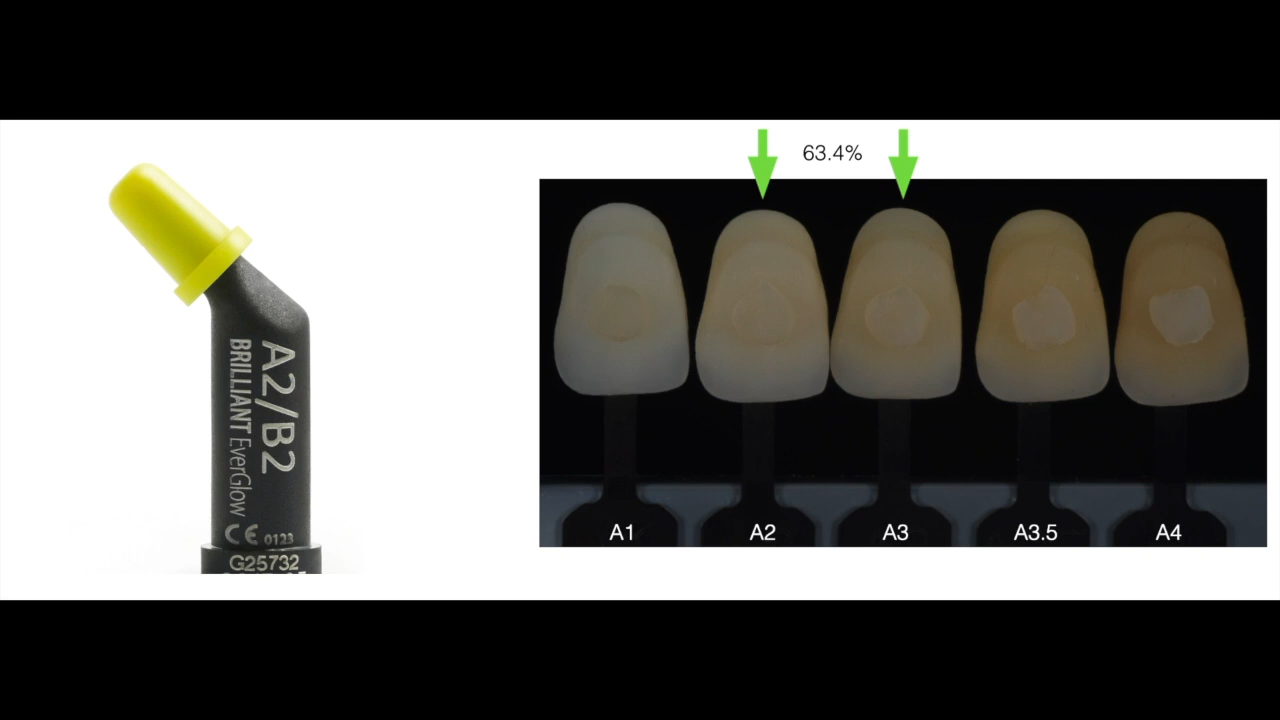 A2/B2
BRILLIANT EverGlow
CE 0123
G25732
63.4%
A1 A2 A3 A3.5 A4